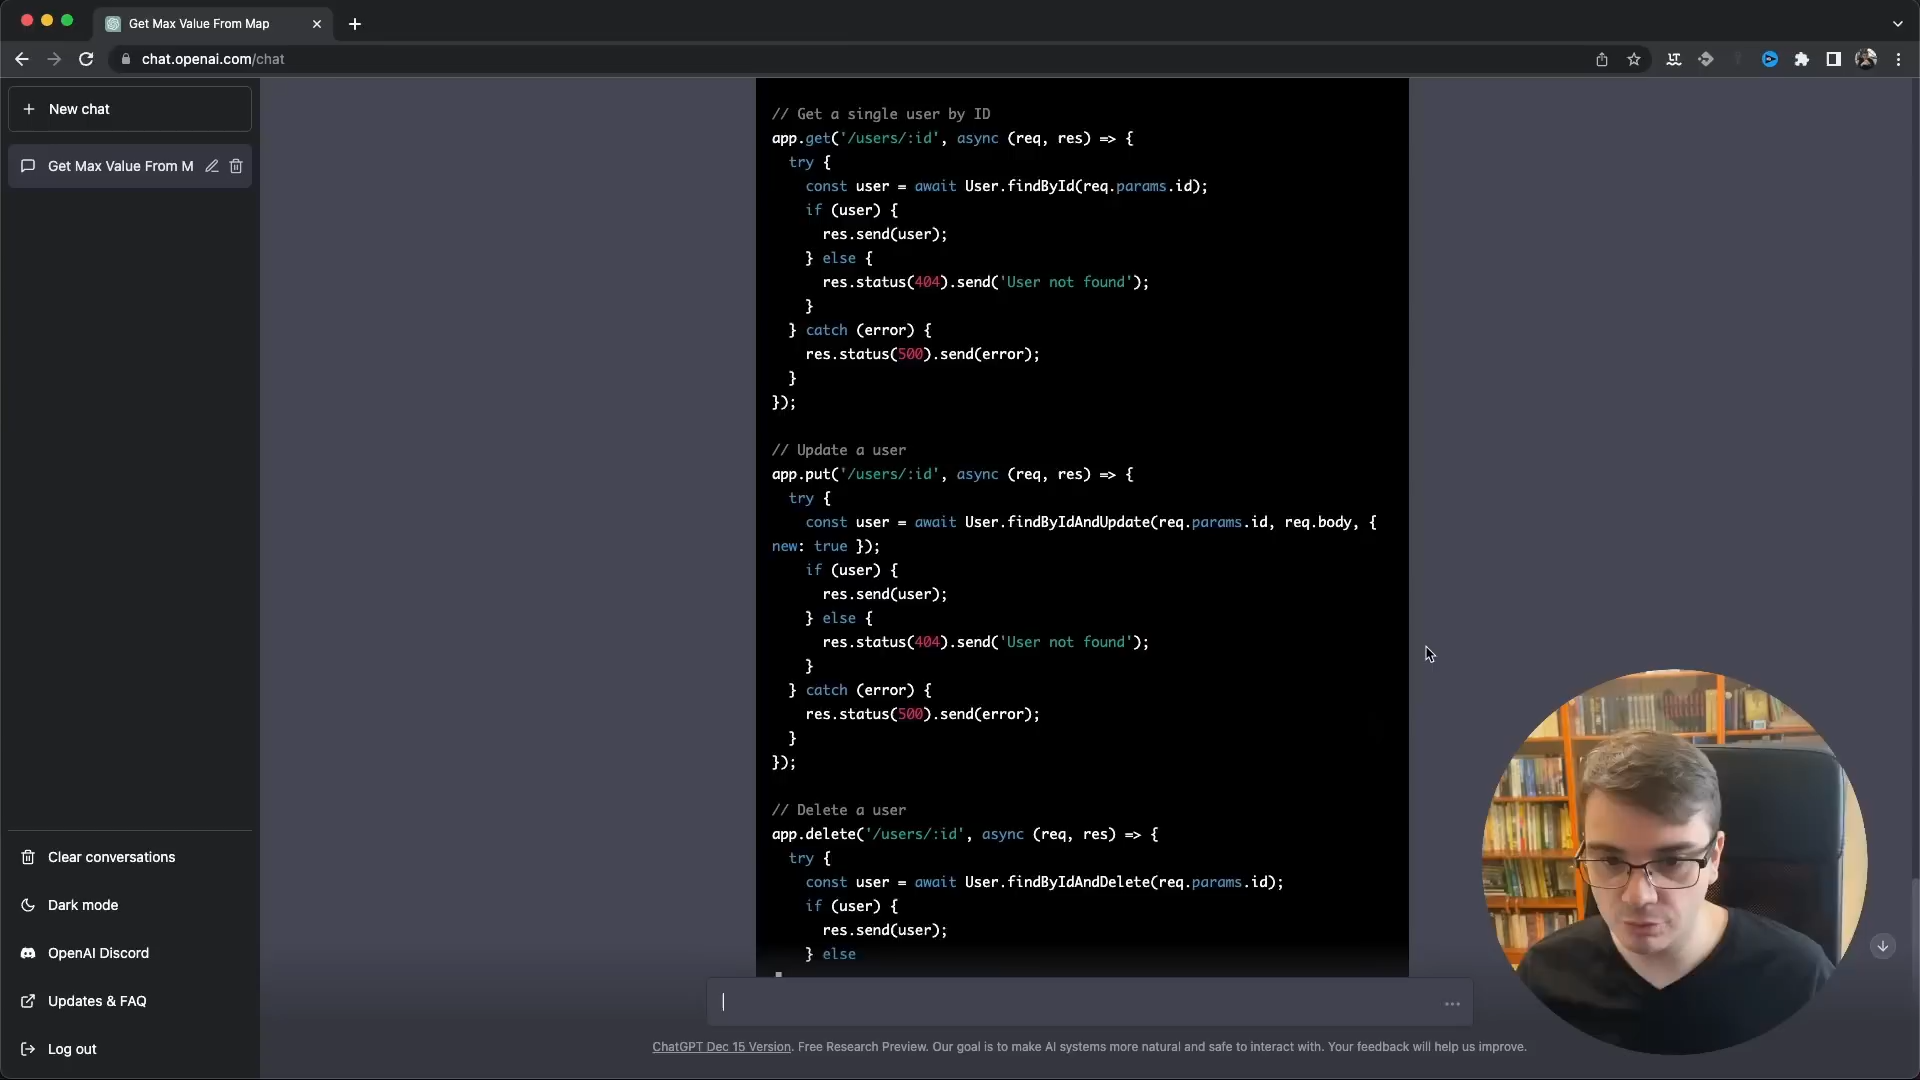 Get Max Value From Map
chat.openai.com/chat
New chat
Get Max Value From M
// Get a single user by ID
app.get('/users/:id', async (req, res) => {
try {
const user = await User.findById(req.params.id);
if (user) {
res.send(user);
} else {
res.status(404).send('User not found');
}
} catch (error) {
res.status(500).send(error);
}
});
// Update a user
app.put('/users/:id', async (req, res) => {
try {
const user = await User.findByIdAndUpdate(req.params.id, req.body, {
new: true });
if (user) {
res.send(user);
} else {
res.status(404).send('User not found');
}
} catch (error) {
res.status(500).send(error);
}
});
// Delete a user
app.delete('/users/:id', async (req, res) => {
try {
const user = await User.findByIdAndDelete(req.params.id);
if (user) {
res.send(user);
} else
Clear conversations
Dark mode
OpenAI Discord
Updates & FAQ
Log out
ChatGPT Dec 15 Version. Free Research Preview. Our goal is to make AI systems more natural and safe to interact with. Your feedback will help us improve.